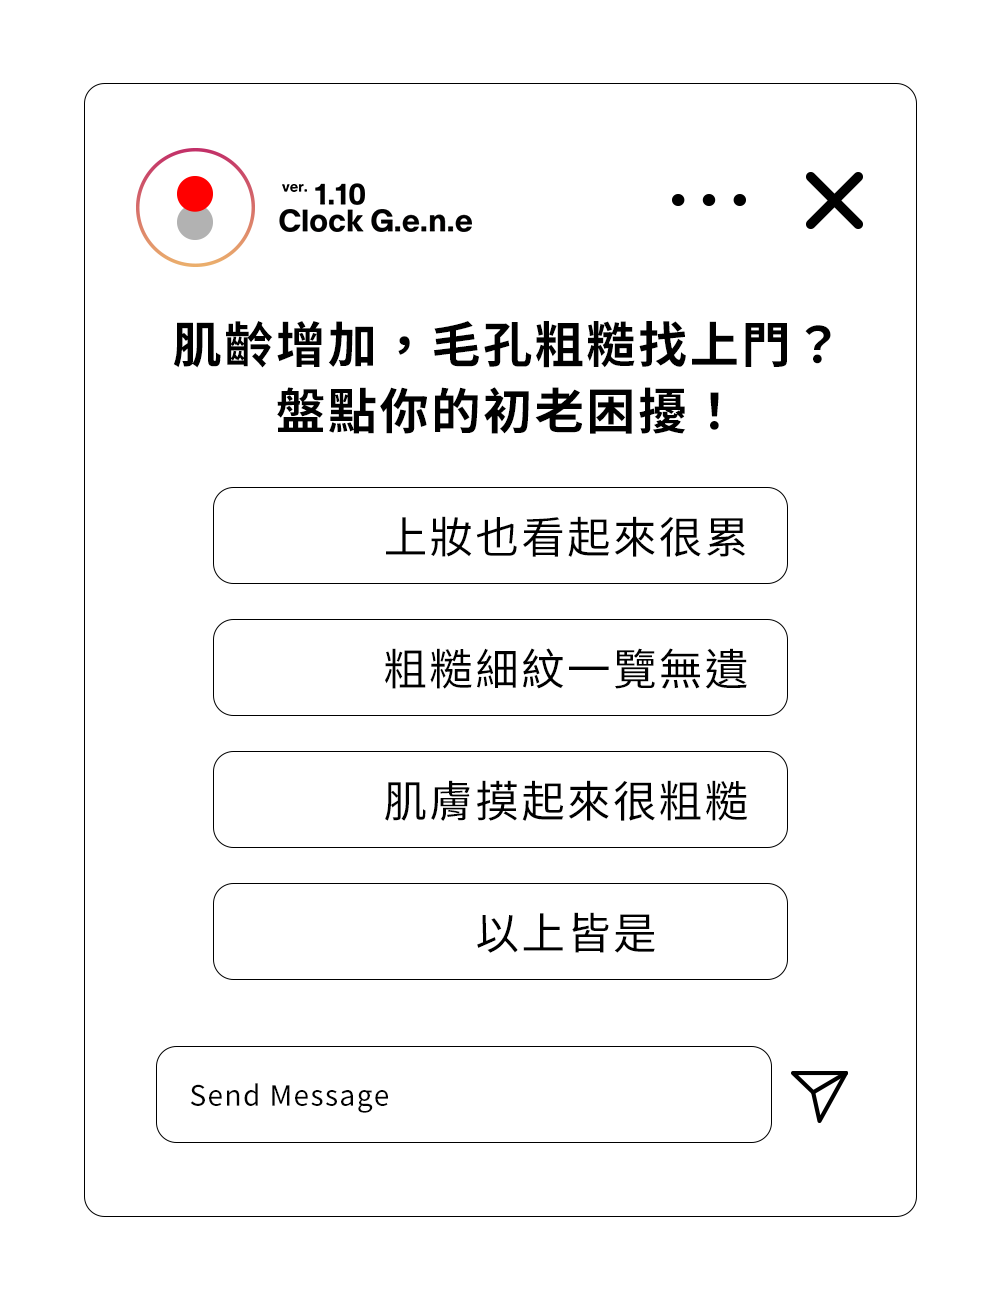 ver. 1.10
Clock G.e.n.e
肌齡增加，毛孔粗糙找上門？
盤點你的初老困擾！
上妝也看起來很累
粗糙細紋一覽無遺
肌膚摸起來很粗糙
以上皆是
Send Message